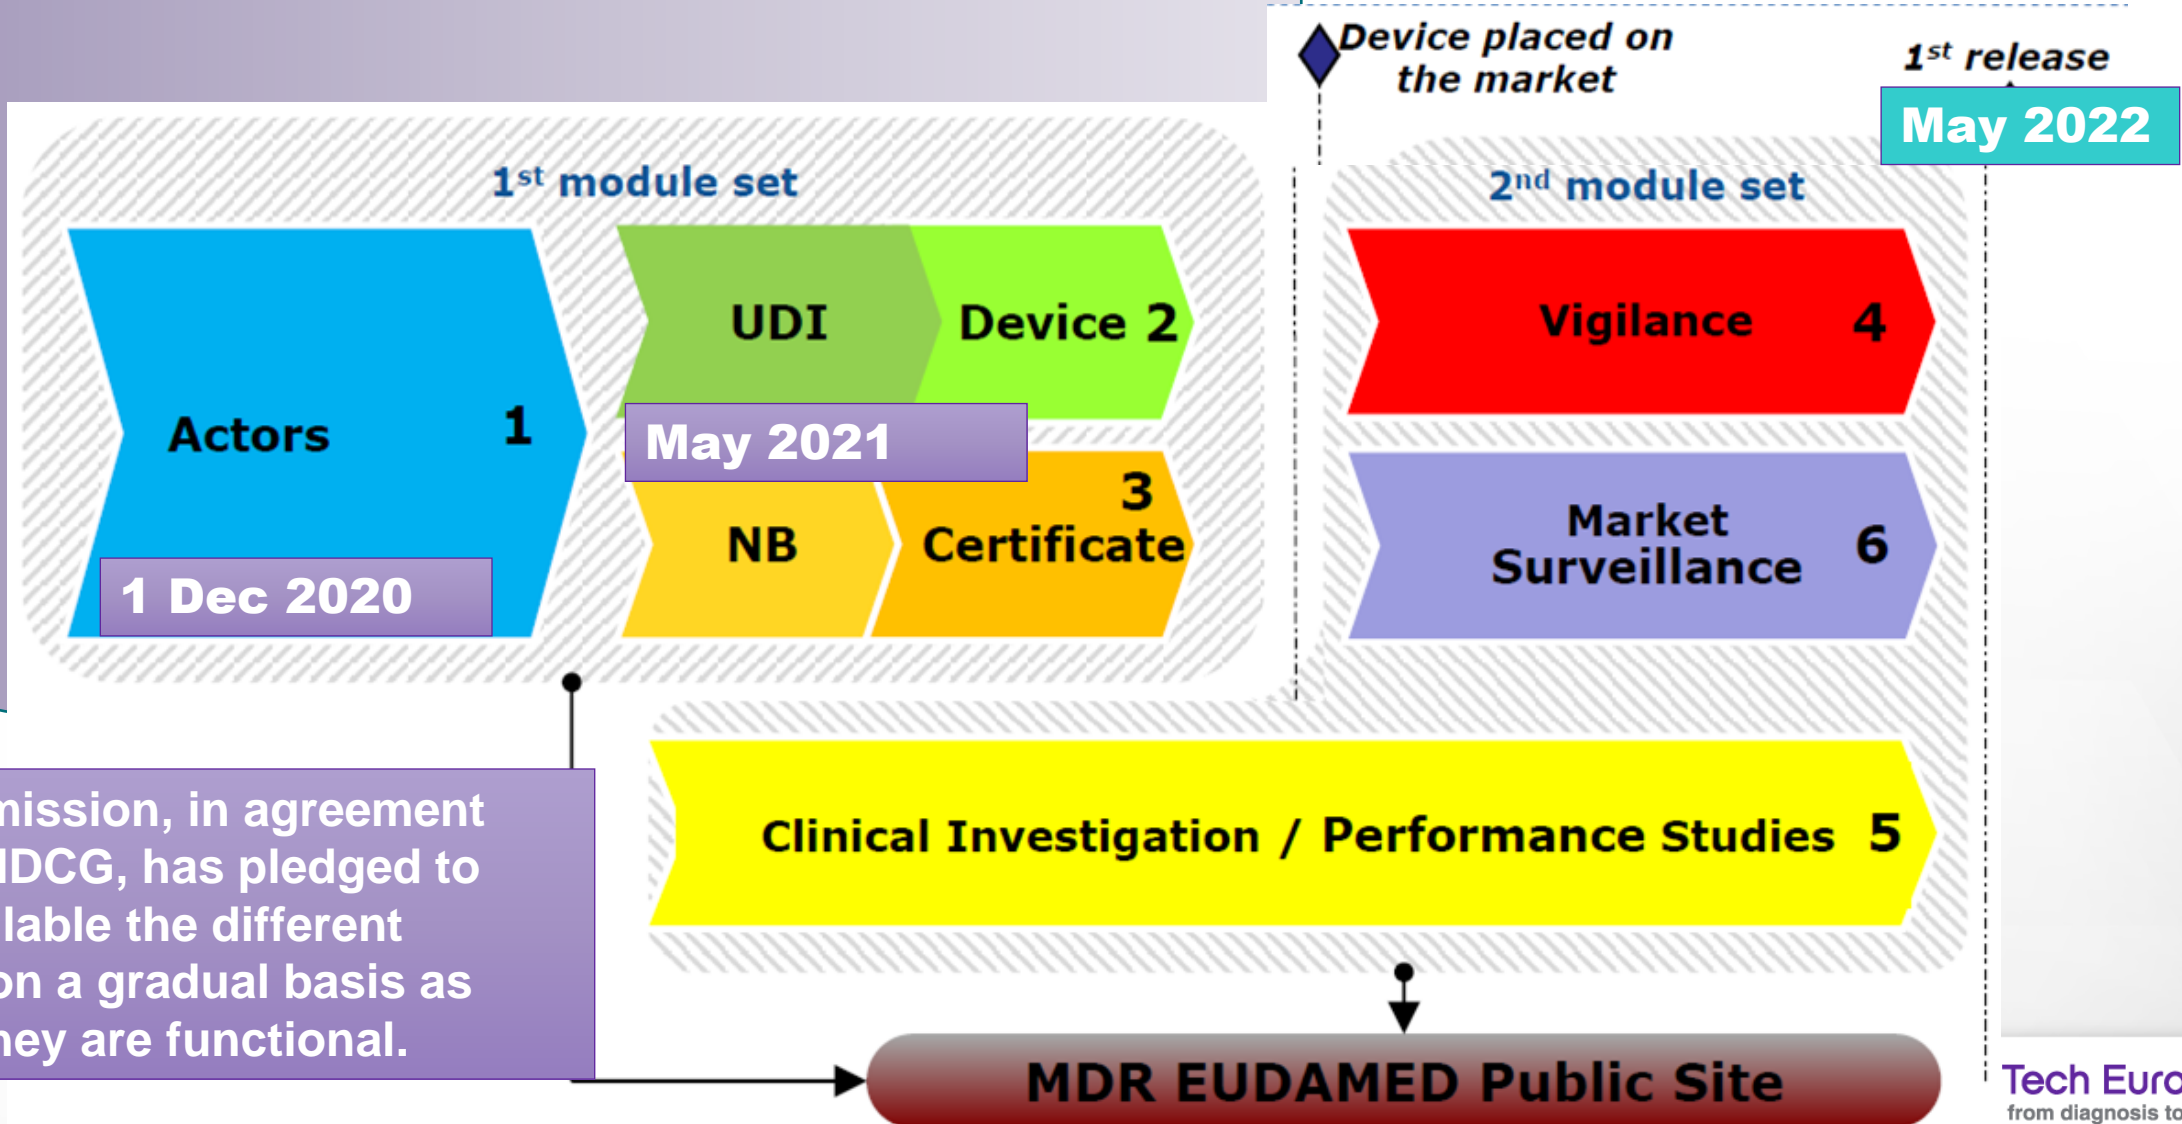 Device placed on
the market
1st release
May 2022
1st module set
2nd module set
UDI
Device 2
Vigilance 4
Actors 1
May 2021
3
NB
Certificate
Market
Surveillance 6
1 Dec 2020
mission, in agreement
DCG, has pledged to
lable the different
on a gradual basis as
hey are functional.
Clinical Investigation / Performance Studies 5
MDR EUDAMED Public Site
Tech Euro
from diagnosis to